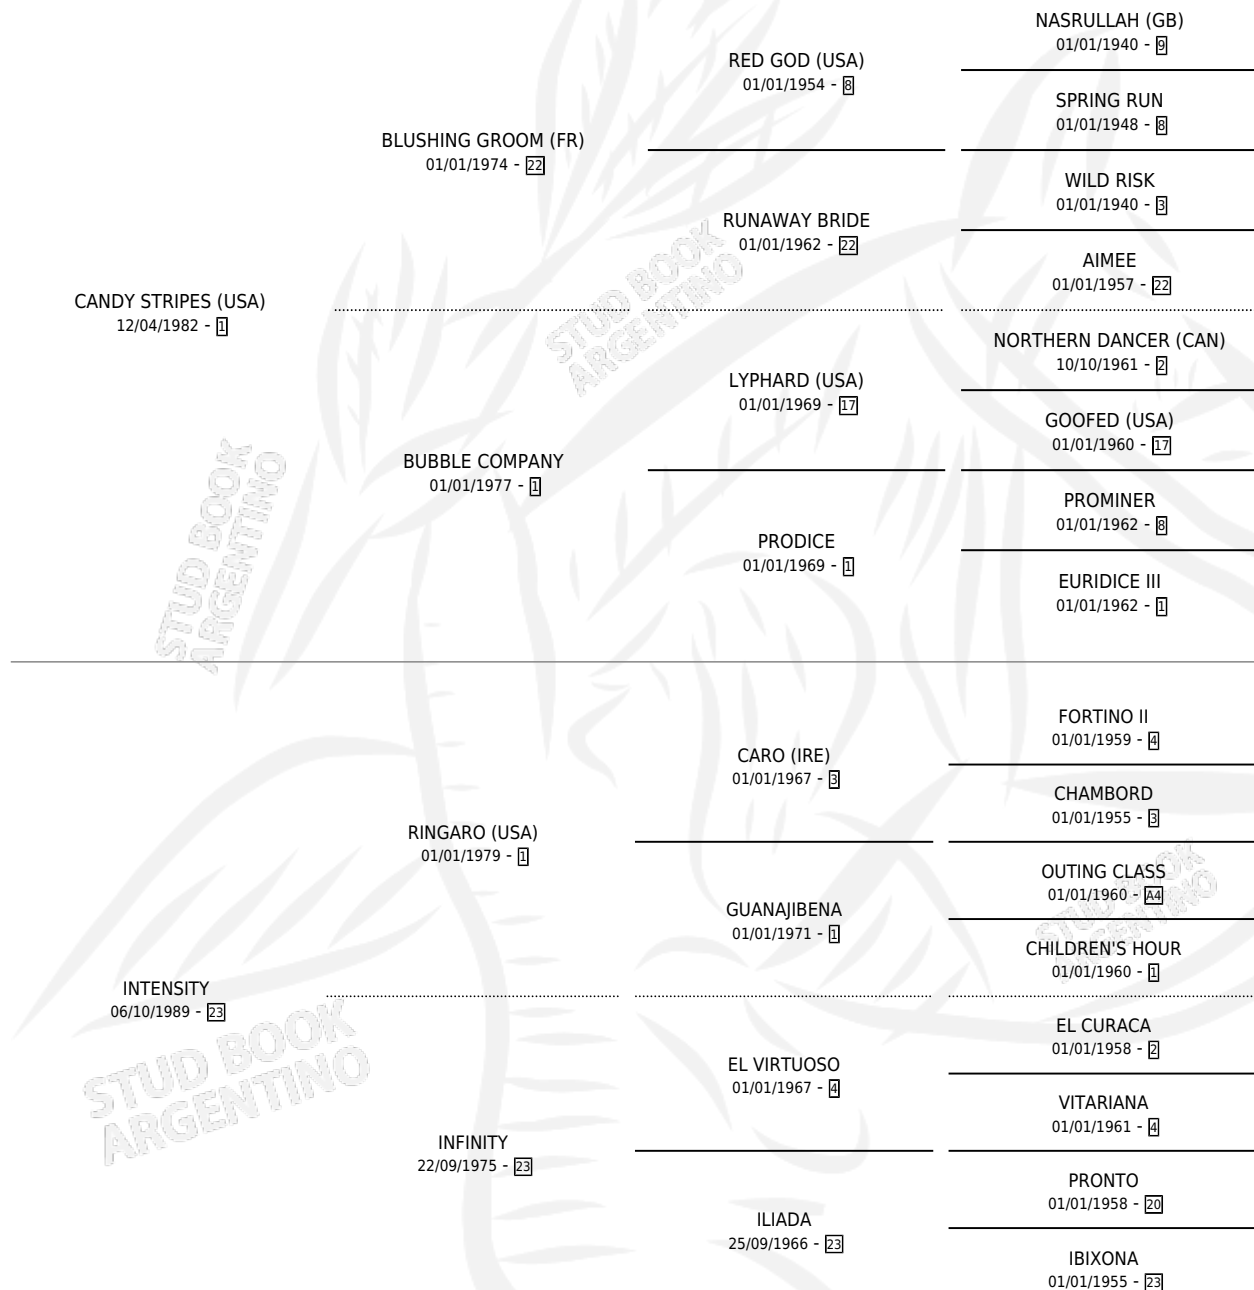 NASRULLAH (GB)
01/01/1940 - 9
RED GOD (USA)
01/01/1954 - 8
SPRING RUN
01/01/1948 - 8
BLUSHING GROOM (FR)
01/01/1974 - 22
WILD RISK
01/01/1940 - 3
RUNAWAY BRIDE
01/01/1962 - 22
AIMEE
01/01/1957 - 22
CANDY STRIPES (USA)
12/04/1982 - 1
NORTHERN DANCER (CAN)
10/10/1961 - 2
LYPHARD (USA)
01/01/1969 - 17
GOOFED (USA)
01/01/1960 - 17
BUBBLE COMPANY
01/01/1977 - 1
PROMINER
01/01/1962 - 8
PRODICE
01/01/1969 - 1
EURIDICE III
01/01/1962 - 1
FORTINO II
01/01/1959 - 4
CARO (IRE)
01/01/1967 - 3
CHAMBORD
01/01/1955 - 3
RINGARO (USA)
01/01/1979 - 1
OUTING CLASS
01/01/1960 - A4
GUANAJIBENA
01/01/1971 - 1
CHILDREN'S HOUR
01/01/1960 - 1
INTENSITY
06/10/1989 - 23
EL CURACA
01/01/1958 - 2
EL VIRTUOSO
01/01/1967 - 4
VITARIANA
01/01/1961 - 4
INFINITY
22/09/1975 - 23
PRONTO
01/01/1958 - 20
ILIADA
25/09/1966 - 23
IBIXONA
01/01/1955 - 23
STUD BOOK
ARGENTINO
STUD BOOK
ARGENTINO
STUD BOOK
ARGENTINO
STUD BOOK
ARGENTINO